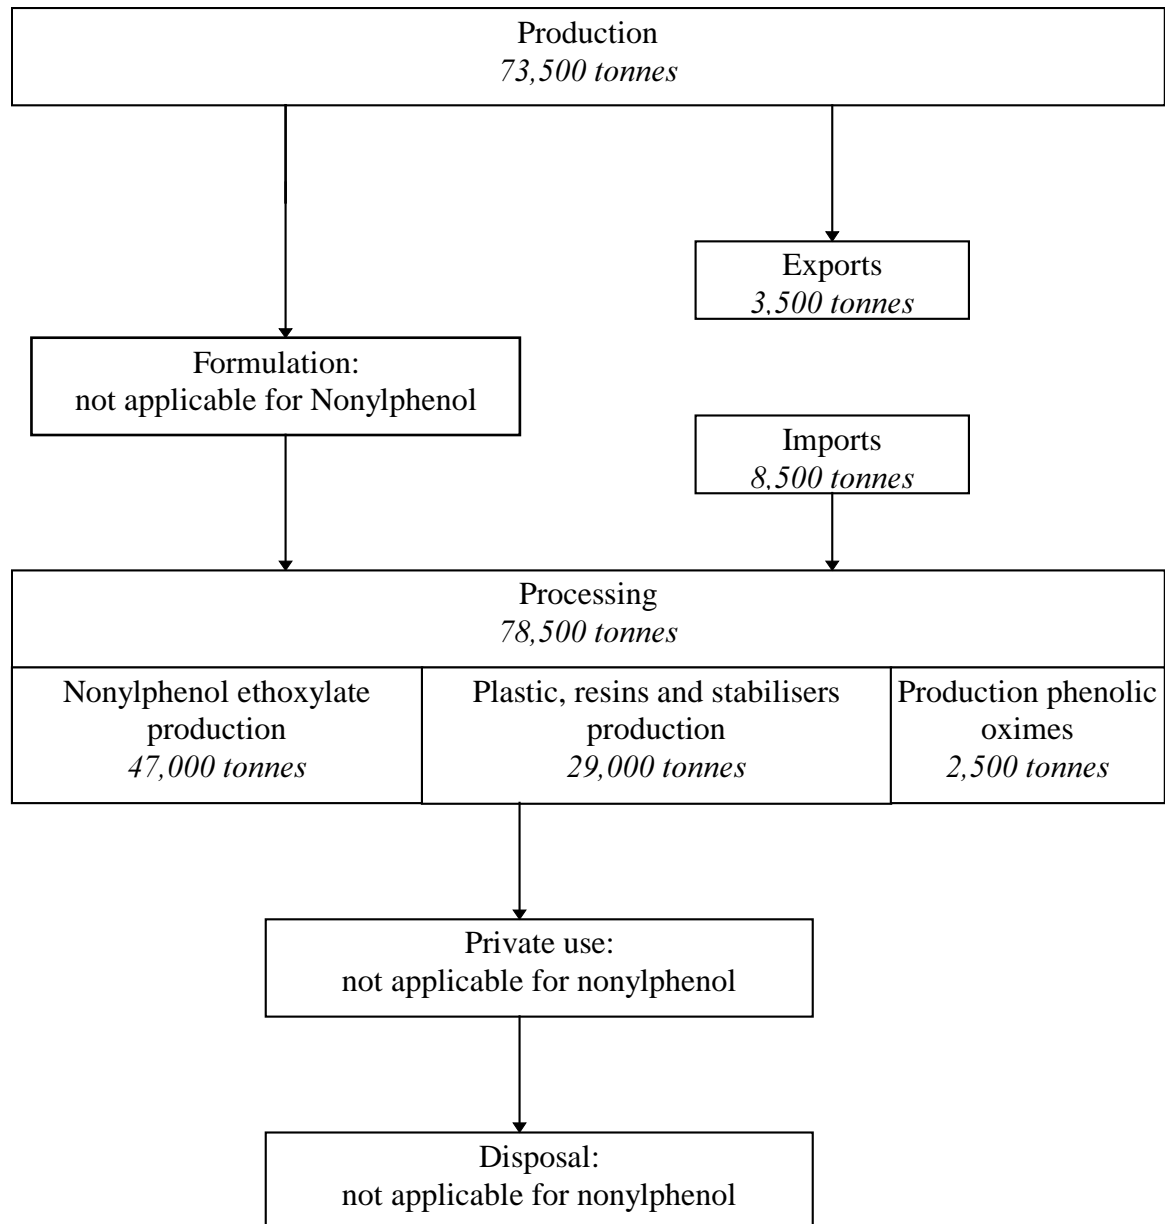 Production
73,500 tonnes
Exports
3,500 tonnes
Formulation:
not applicable for Nonylphenol
Imports
8,500 tonnes
Processing
78,500 tonnes
Nonylphenol ethoxylate
production
47,000 tonnes
Plastic, resins and stabilisers
production
29,000 tonnes
Production phenolic
oximes
2,500 tonnes
Private use:
not applicable for nonylphenol
Disposal:
not applicable for nonylphenol